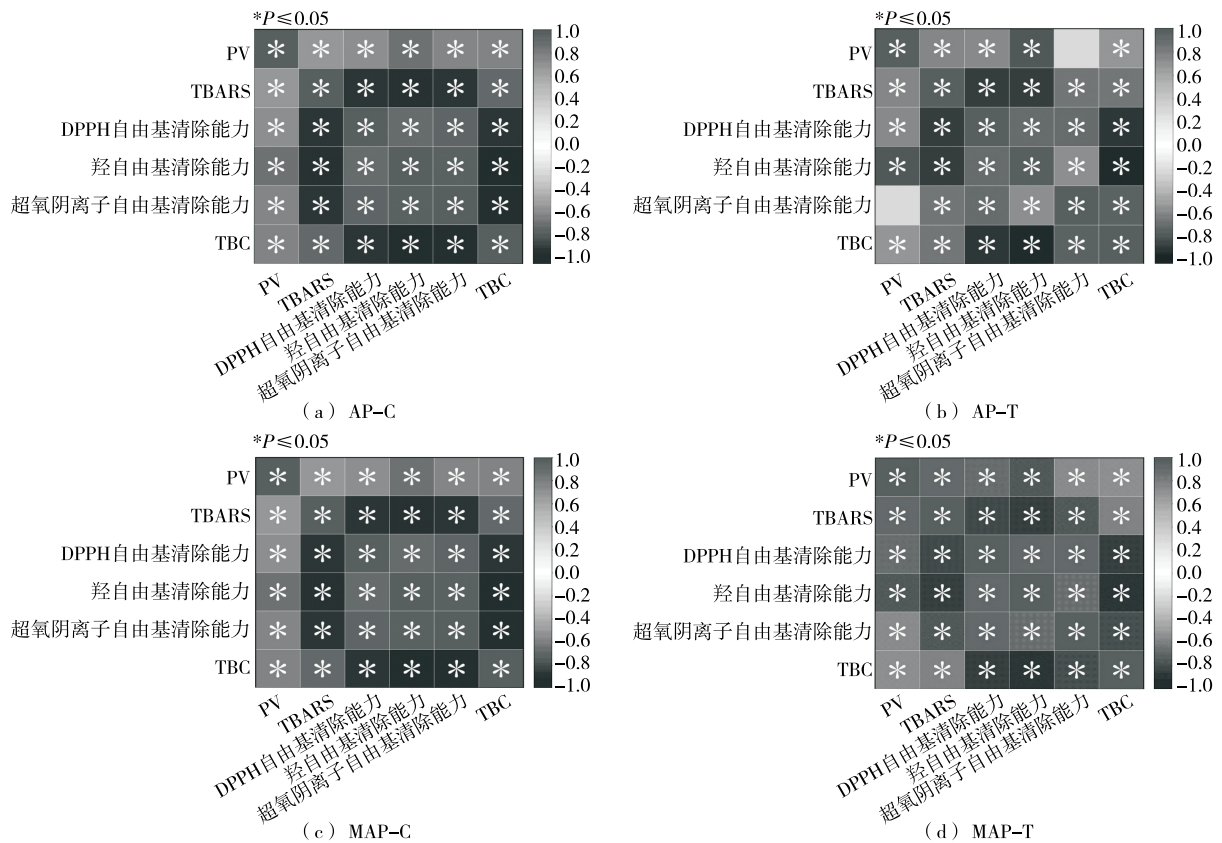 *P≤0.05
PV
TBARS
DPPH自由基清除能力
羟自由基清除能力
超氧阴离子自由基清除能力
TBC
1.0
0.8
0.6
0.4
0.2
0.0
−0.2
−0.4
−0.6
−0.8
−1.0
PV
TBARS
DPPH自由基清除能力
羟自由基清除能力
超氧阴离子自由基清除能力
TBC
(a) AP-C
*P≤0.05
PV
TBARS
DPPH自由基清除能力
羟自由基清除能力
超氧阴离子自由基清除能力
TBC
1.0
0.8
0.6
0.4
0.2
0.0
−0.2
−0.4
−0.6
−0.8
−1.0
PV
TBARS
DPPH自由基清除能力
羟自由基清除能力
超氧阴离子自由基清除能力
TBC
(b) AP-T
*P≤0.05
PV
TBARS
DPPH自由基清除能力
羟自由基清除能力
超氧阴离子自由基清除能力
TBC
1.0
0.8
0.6
0.4
0.2
0.0
−0.2
−0.4
−0.6
−0.8
−1.0
PV
TBARS
DPPH自由基清除能力
羟自由基清除能力
超氧阴离子自由基清除能力
TBC
(c) MAP-C
*P≤0.05
PV
TBARS
DPPH自由基清除能力
羟自由基清除能力
超氧阴离子自由基清除能力
TBC
1.0
0.8
0.6
0.4
0.2
0.0
−0.2
−0.4
−0.6
−0.8
−1.0
PV
TBARS
DPPH自由基清除能力
羟自由基清除能力
超氧阴离子自由基清除能力
TBC
(d) MAP-T